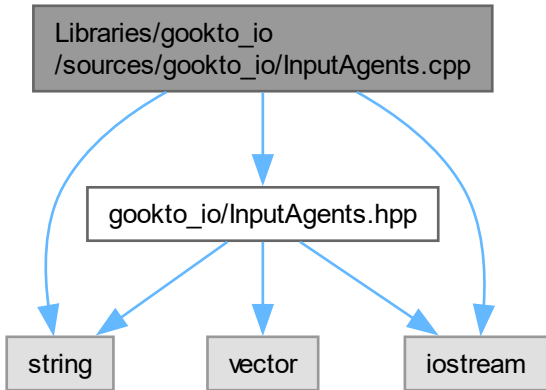 Libraries/gookto_io
/sources/gookto_io/InputAgents.cpp
gookto_io/InputAgents.hpp
string
vector
iostream